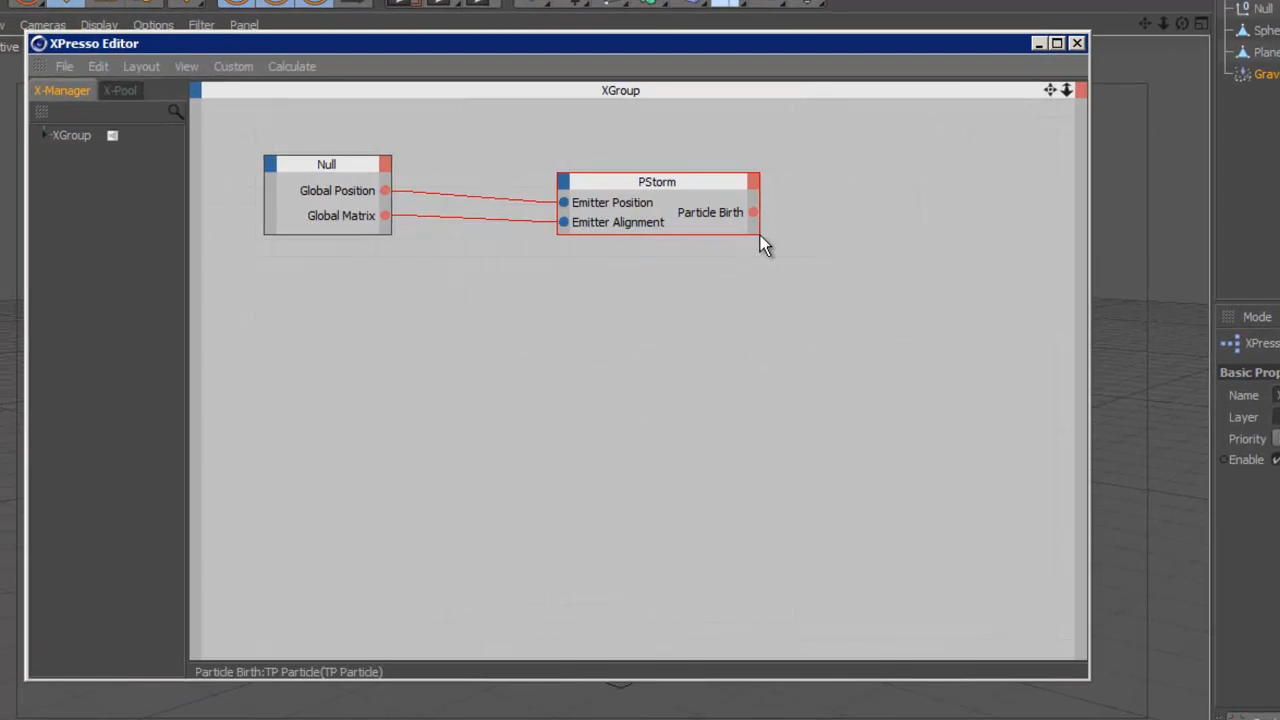 Cameras Display Options Filter Panel
Null
Sphe
Plane
Grav
XPresso Editor
File Edit Layout View Custom Calculate
X-Manager X-Pool
XGroup
XGroup
Null
Global Position
Global Matrix
PStorm
Emitter Position
Emitter Alignment
Particle Birth
Mode
XPress
Basic Prop
Name
Layer
Priority
Enable
Particle Birth:TP Particle(TP Particle)